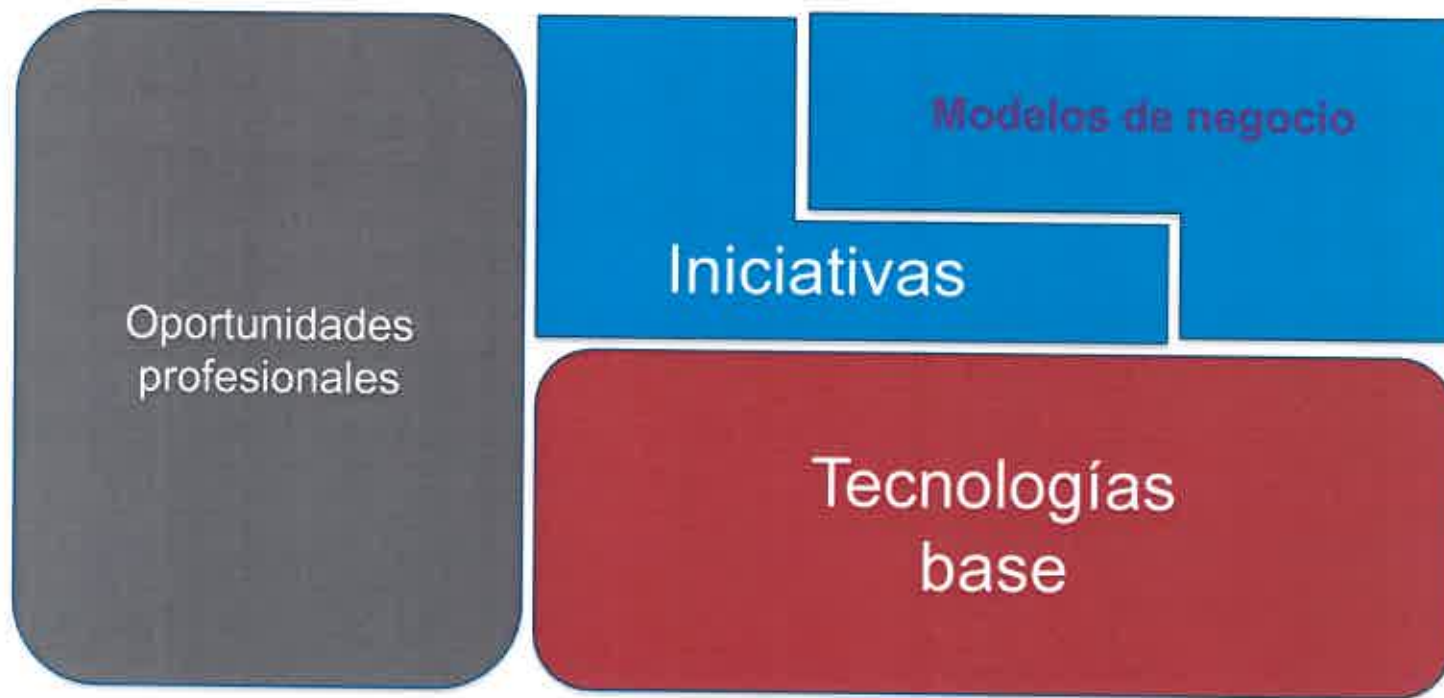 Oportunidades
profesionales
Modelos de negocio
Iniciativas
Tecnologías
base